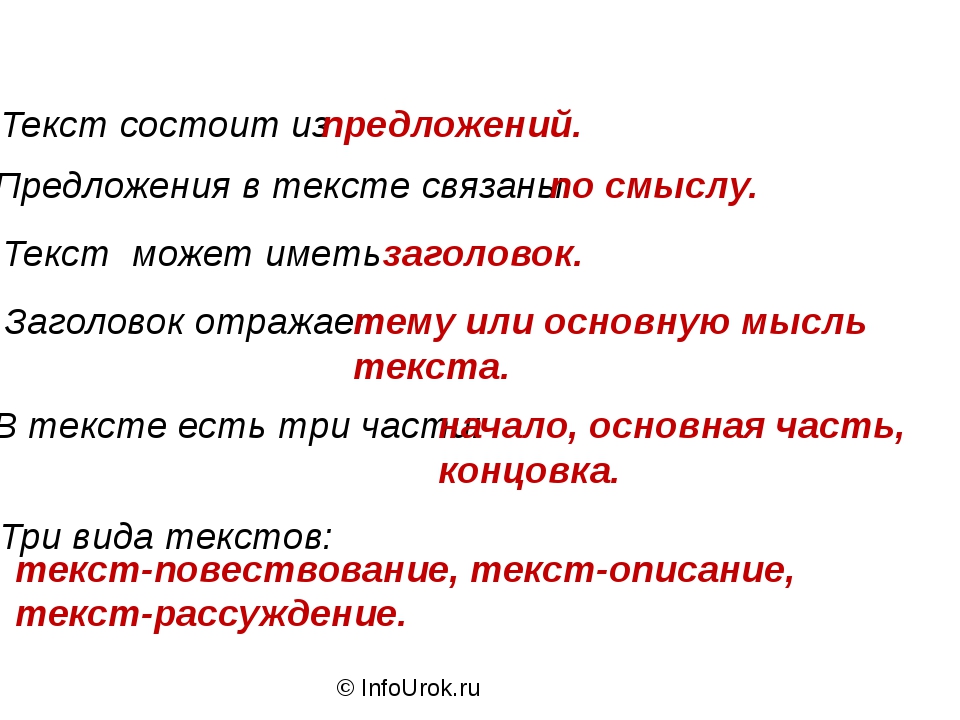 Текст состоит из предложений.
Предложения в тексте связаны по смыслу.
Текст может иметь заголовок.
Заголовок отражает тему или основную мысль
текста.
В тексте есть три части начало, основная часть,
концовка.
Три вида текстов:
текст-повествование, текст-описание,
текст-рассуждение.
© InfoUrok.ru